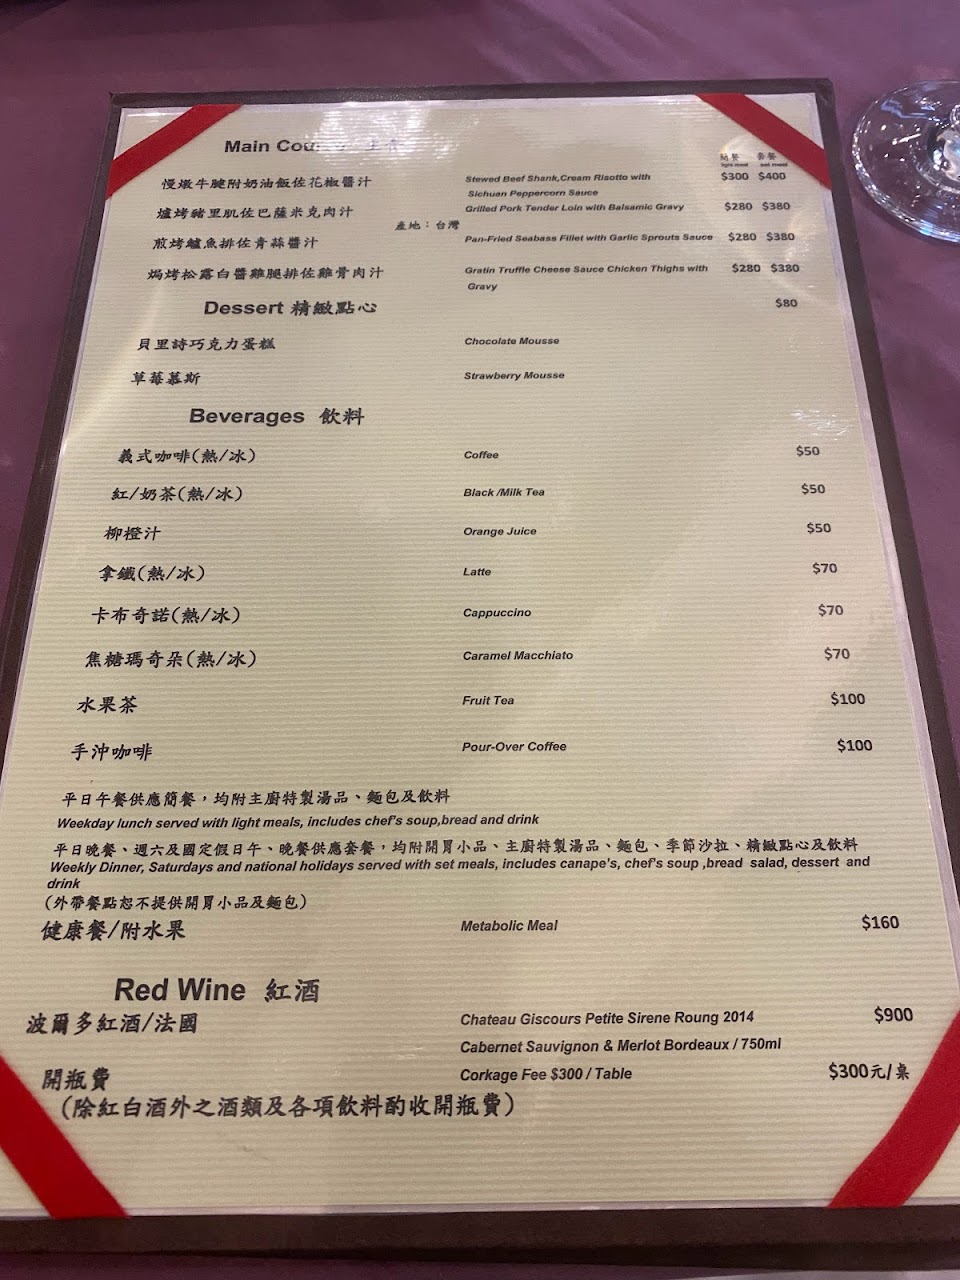 Main
簡餐 套餐
light meal set meal
慢燉牛腱附奶油飯佐花椒醬汁 Stewed Beef Shank,Cream Risotto with $300 $400
Sichuan Peppercorn Sauce
爐烤豬里肌佐巴薩米克肉汁 Grilled Pork Tender Loin with Balsamic Gravy $280 $380
產地：台灣
煎烤鱸魚排佐青蒜醬汁 Pan-Fried Seabass Fillet with Garlic Sprouts Sauce $280 $380
焗烤松露白醬雞腿排佐雞骨肉汁 Gratin Truffle Cheese Sauce Chicken Thighs with $280 $380
Gravy
Dessert 精緻點心 $80
貝里詩巧克力蛋糕 Chocolate Mousse
草莓慕斯 Strawberry Mousse
Beverages 飲料
義式咖啡(熱/冰) Coffee $50
紅/奶茶(熱/冰) Black /Milk Tea $50
柳橙汁 Orange Juice $50
拿鐵(熱/冰) Latte $70
卡布奇諾(熱/冰) Cappuccino $70
焦糖瑪奇朵(熱/冰) Caramel Macchiato $70
水果茶 Fruit Tea $100
手沖咖啡 Pour-Over Coffee $100
平日午餐供應簡餐，均附主廚特製湯品、麵包及飲料
Weekday lunch served with light meals, includes chef's soup,bread and drink
平日晚餐、週六及國定假日午、晚餐供應套餐，均附開胃小品、主廚特製湯品、麵包、季節沙拉、精緻點心及飲料
Weekly Dinner, Saturdays and national holidays served with set meals, includes canape's, chef's soup ,bread salad, dessert and
drink
(外帶餐點恕不提供開胃小品及麵包)
健康餐/附水果 Metabolic Meal $160
Red Wine 紅酒
波爾多紅酒/法國 Chateau Giscours Petite Sirene Roung 2014 $900
Cabernet Sauvignon & Merlot Bordeaux / 750ml
開瓶費 Corkage Fee $300 / Table $300元/桌
(除紅白酒外之酒類及各項飲料酌收開瓶費)